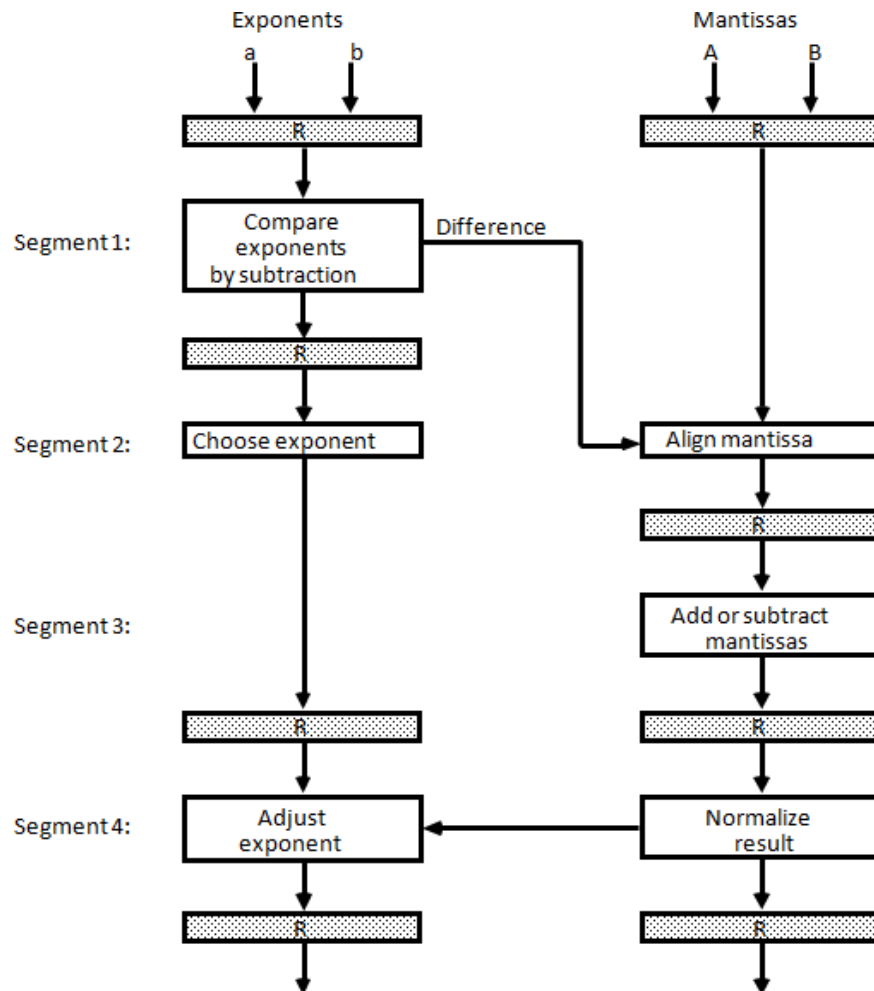 Exponents
Mantissas
a
b
A
B
R
R
Segment 1:
Compare
exponents
by subtraction
Difference
R
Segment 2:
Choose exponent
Align mantissa
R
Segment 3:
Add or subtract
mantissas
R
R
Segment 4:
Adjust
exponent
Normalize
result
R
R